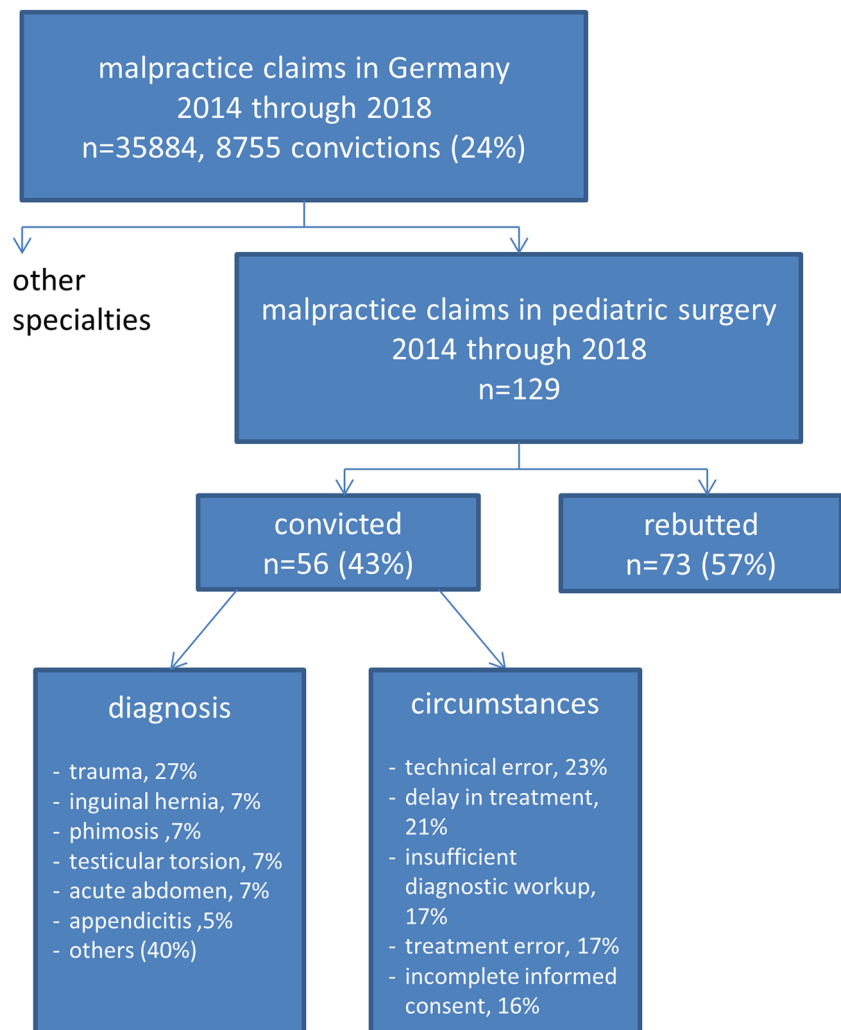 malpractice claims in Germany
2014 through 2018
n=35884, 8755 convictions (24%)
other
specialties
malpractice claims in pediatric surgery
2014 through 2018
n=129
convicted
n=56 (43%)
rebutted
n=73 (57%)
diagnosis
- trauma, 27%
- inguinal hernia, 7%
- phimosis ,7%
- testicular torsion, 7%
- acute abdomen, 7%
- appendicitis ,5%
- others (40%)
circumstances
- technical error, 23%
- delay in treatment,
21%
- insufficient
diagnostic workup,
17%
- treatment error, 17%
- incomplete informed
consent, 16%